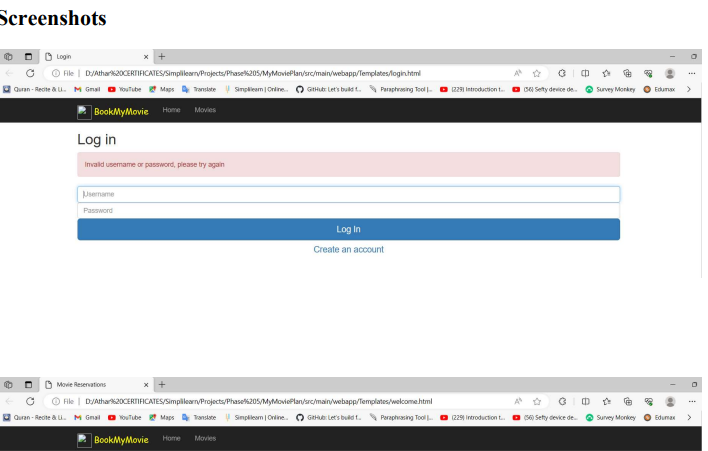 Screenshots
Login
File | D:/Athar%20CERTIFICATES/Simplilearn/Projects/Phase%205/MyMoviePlan/src/main/webapp/Templates/login.html
Quran - Recite & Li... Gmail YouTube Maps Translate Simplilearn | Online... GitHub: Let's build f... Paraphrasing Tool |... (229) Introduction t... (56) Sefty device de... Survey Monkey Edumax
BookMyMovie Home Movies
Log in
Invalid username or password, please try again
Username
Password
Log In
Create an account
Movie Reservations
File | D:/Athar%20CERTIFICATES/Simplilearn/Projects/Phase%205/MyMoviePlan/src/main/webapp/Templates/welcome.html
Quran - Recite & Li... Gmail YouTube Maps Translate Simplilearn | Online... GitHub: Let's build f... Paraphrasing Tool |... (229) Introduction t... (56) Sefty device de... Survey Monkey Edumax
BookMyMovie Home Movies